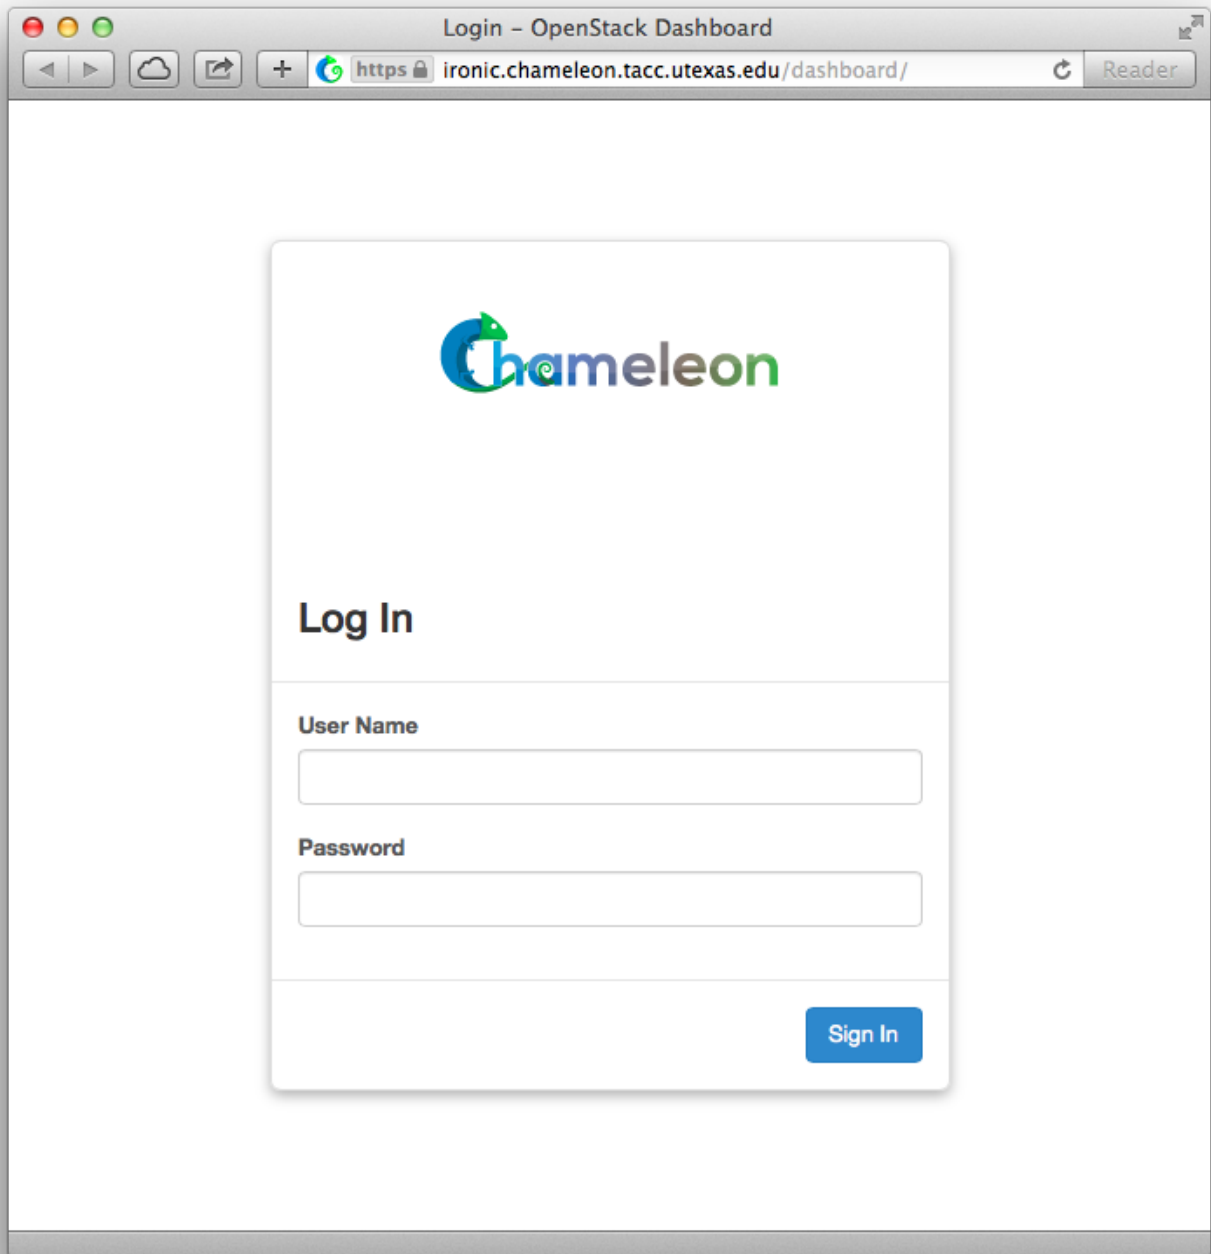 Login – OpenStack Dashboard
https ironic.chameleon.tacc.utexas.edu/dashboard/ Reader
Chameleon
Log In
User Name
Password
Sign In